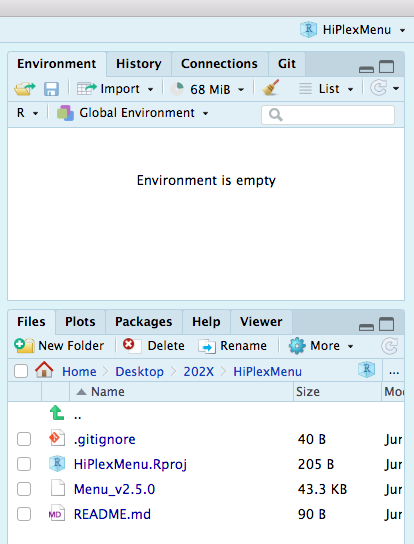 HiPlexMenu
Environment History Connections Git
Import 68 MiB List
R Global Environment
Environment is empty
Files Plots Packages Help Viewer
New Folder Delete Rename More
Home Desktop 202X HiPlexMenu R ...
Name Size Mo
..
.gitignore 40 B Jur
R HiPlexMenu.Rproj 205 B Jur
Menu_v2.5.0 43.3 KB Jur
MD README.md 90 B Jur